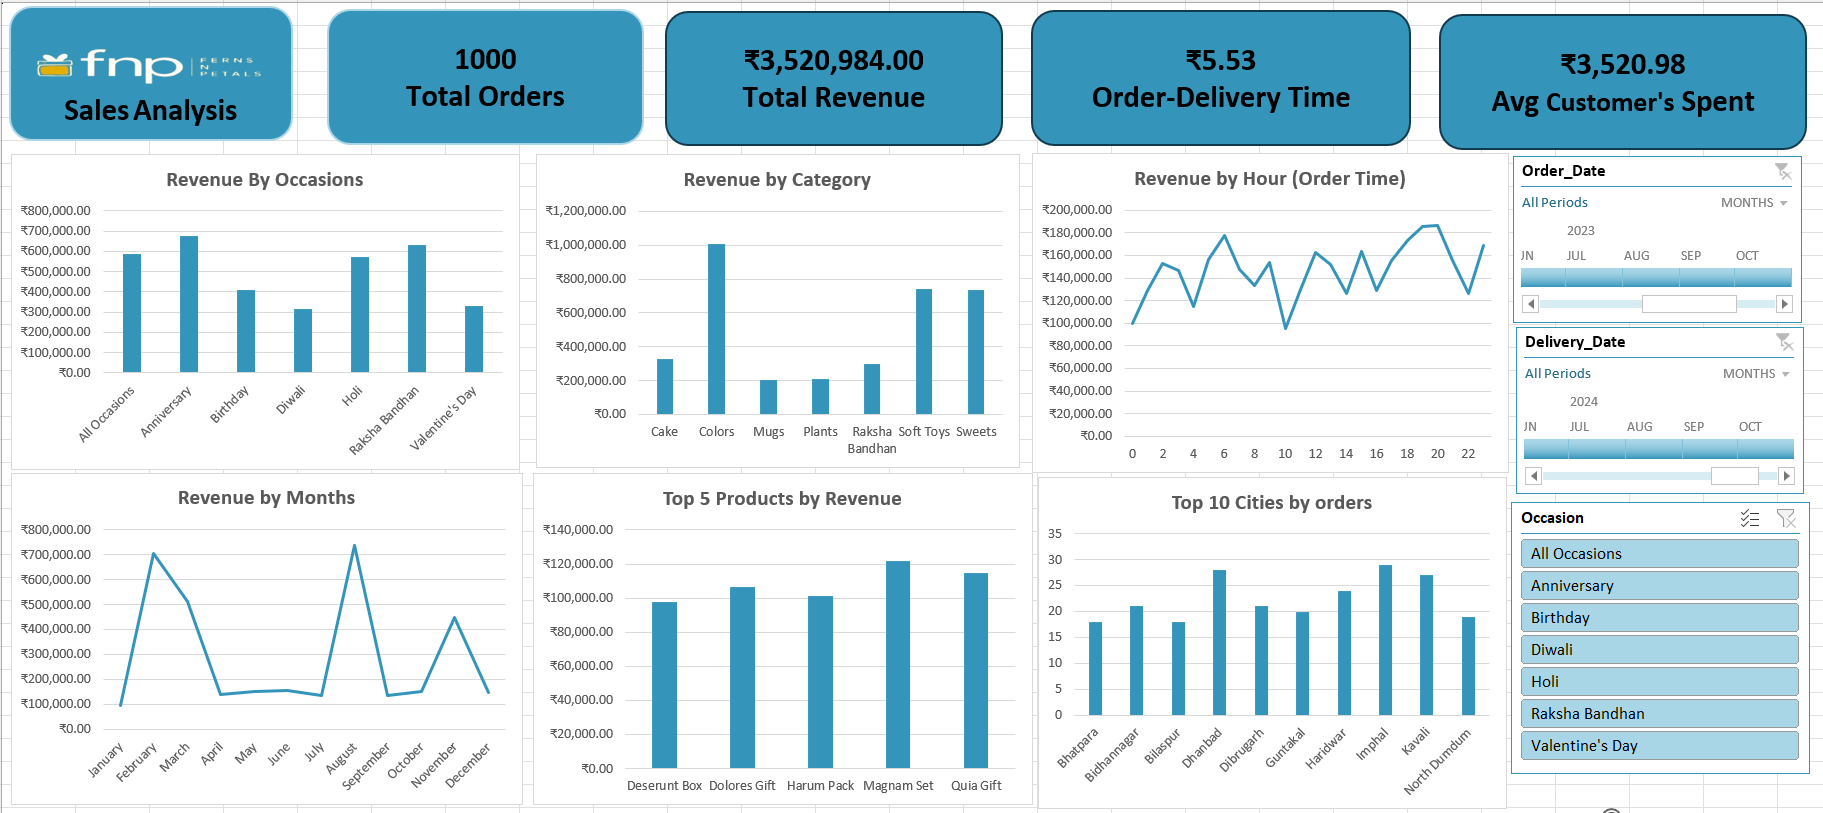 fnp
FERNS
N
PETALS
Sales Analysis
1000
Total Orders
₹3,520,984.00
Total Revenue
₹5.53
Order-Delivery Time
₹3,520.98
Avg Customer's Spent
Revenue By Occasions
₹800,000.00
₹700,000.00
₹600,000.00
₹500,000.00
₹400,000.00
₹300,000.00
₹200,000.00
₹100,000.00
₹0.00
All Occasions
Anniversary
Birthday
Diwali
Holi
Raksha Bandhan
Valentine's Day
Revenue by Category
₹1,200,000.00
₹1,000,000.00
₹800,000.00
₹600,000.00
₹400,000.00
₹200,000.00
₹0.00
Cake
Colors
Mugs
Plants
Raksha
Bandhan
Soft Toys
Sweets
Revenue by Hour (Order Time)
₹200,000.00
₹180,000.00
₹160,000.00
₹140,000.00
₹120,000.00
₹100,000.00
₹80,000.00
₹60,000.00
₹40,000.00
₹20,000.00
₹0.00
0 2 4 6 8 10 12 14 16 18 20 22
Order_Date
All Periods MONTHS
2023
JN JUL AUG SEP OCT
Delivery_Date
All Periods MONTHS
2024
JN JUL AUG SEP OCT
Revenue by Months
₹800,000.00
₹700,000.00
₹600,000.00
₹500,000.00
₹400,000.00
₹300,000.00
₹200,000.00
₹100,000.00
₹0.00
January
February
March
April
May
June
July
August
September
October
November
December
Top 5 Products by Revenue
₹140,000.00
₹120,000.00
₹100,000.00
₹80,000.00
₹60,000.00
₹40,000.00
₹20,000.00
₹0.00
Deserunt Box Dolores Gift Harum Pack Magnam Set Quia Gift
Top 10 Cities by orders
35
30
25
20
15
10
5
0
Bhatpara
Bidhannagar
Bilaspur
Dhanbad
Dibrugarh
Guntakal
Haridwar
Imphal
Kavali
North Dumdum
Occasion
All Occasions
Anniversary
Birthday
Diwali
Holi
Raksha Bandhan
Valentine's Day